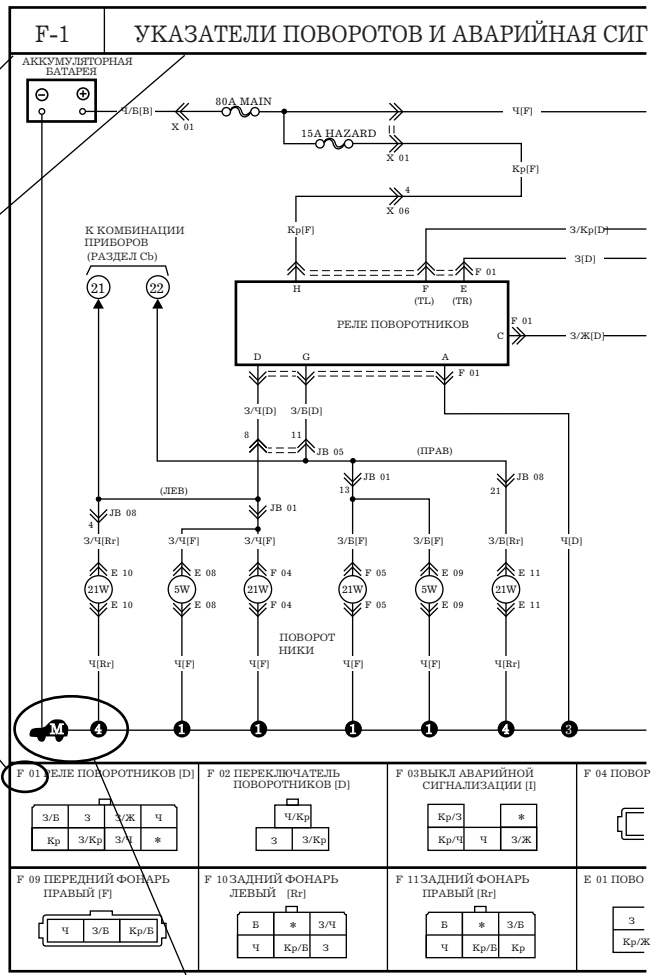 F-1 УКАЗАТЕЛИ ПОВОРОТОВ И АВАРИЙНАЯ СИГ
АККУМУЛЯТОРНАЯ
БАТАРЕЯ
Ч/Б[B]
X 01
80A MAIN
15A HAZARD
11
X 01
Ч[F]
Кр[F]
4
X 06
К КОМБИНАЦИИ
ПРИБОРОВ
(РАЗДЕЛ Cb)
21 22
Кр[F]
З/Кр[D]
З[D]
F 01
H F E
(TL) (TR)
РЕЛЕ ПОВОРОТНИКОВ
F 01
C
З/Ж[D]
D G A
F 01
З/Ч[D] З/Б[D]
8 11
JB 05
(ПРАВ)
(ЛЕВ)
JB 08
4
JB 01
JB 01
13
JB 08
21
З/Ч[Rr] З/Ч[F] З/Ч[F] З/Б[F] З/Б[F] З/Б[Rr] Ч[D]
E 10 E 08 F 04 F 05 E 09 E 11
21W 5W 21W 21W 5W 21W
E 10 E 08 F 04 F 05 E 09 E 11
ПОВОРОТ
НИКИ
Ч[Rr] Ч[F] Ч[F] Ч[F] Ч[F] Ч[Rr]
M 4 1 1 1 1 4 3
F 01 РЕЛЕ ПОВОРОТНИКОВ [D]
З/Б З З/Ж Ч
Кр З/Кр З/Ч *
F 02 ПЕРЕКЛЮЧАТЕЛЬ
ПОВОРОТНИКОВ [D]
Ч/Кр
З З/Кр
F 03ВЫКЛ АВАРИЙНОЙ
СИГНАЛИЗАЦИИ [I]
Кр/З *
Кр/Ч Ч З/Ж
F 04 ПОВОР
F 09 ПЕРЕДНИЙ ФОНАРЬ
ПРАВЫЙ [F]
Ч З/Б Кр/Б
F 10ЗАДНИЙ ФОНАРЬ
ЛЕВЫЙ [Rr]
Б * З/Ч
Ч Кр/Б З
F 11ЗАДНИЙ ФОНАРЬ
ПРАВЫЙ [Rr]
Б * З/Б
Ч Кр/Б Кр
E 01 ПОВО
З
Кр/Ж